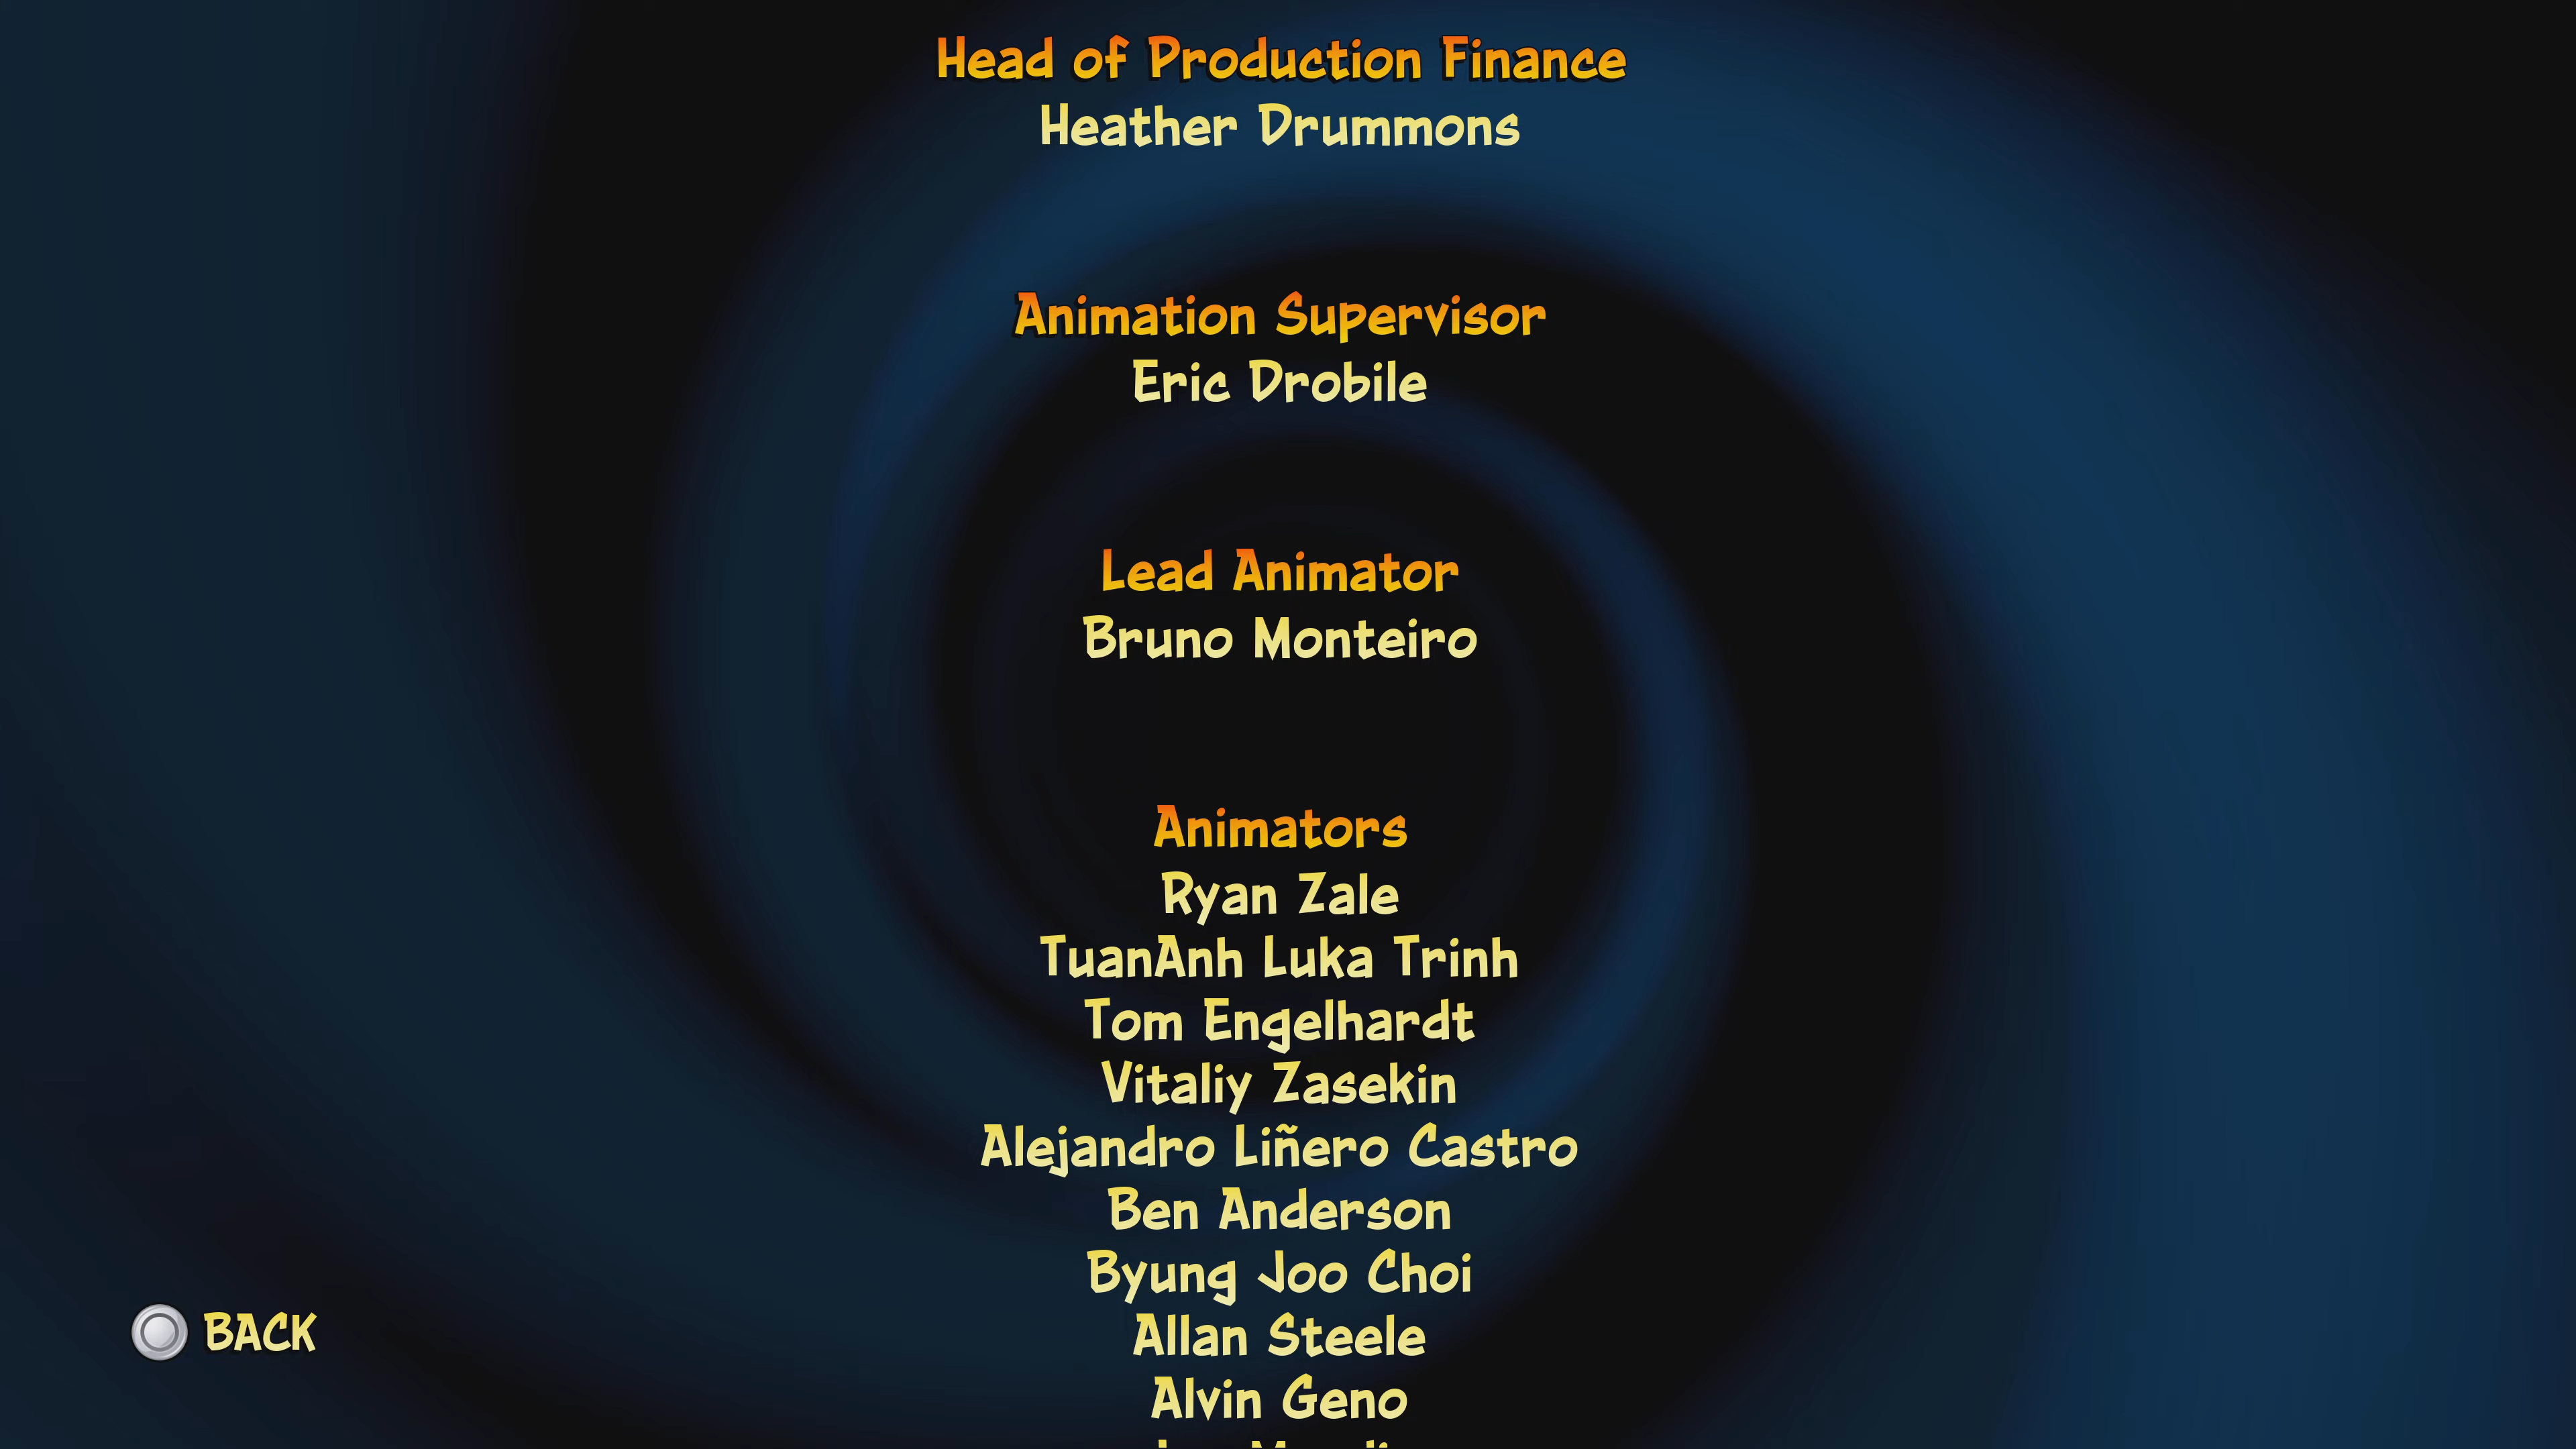 Head of Production Finance
Heather Drummons
Animation Supervisor
Eric Drobile
Lead Animator
Bruno Monteiro
Animators
Ryan Zale
TuanAnh Luka Trinh
Tom Engelhardt
Vitaliy Zasekin
Alejandro Liñero Castro
Ben Anderson
Byung Joo Choi
Allan Steele
Alvin Geno
BACK